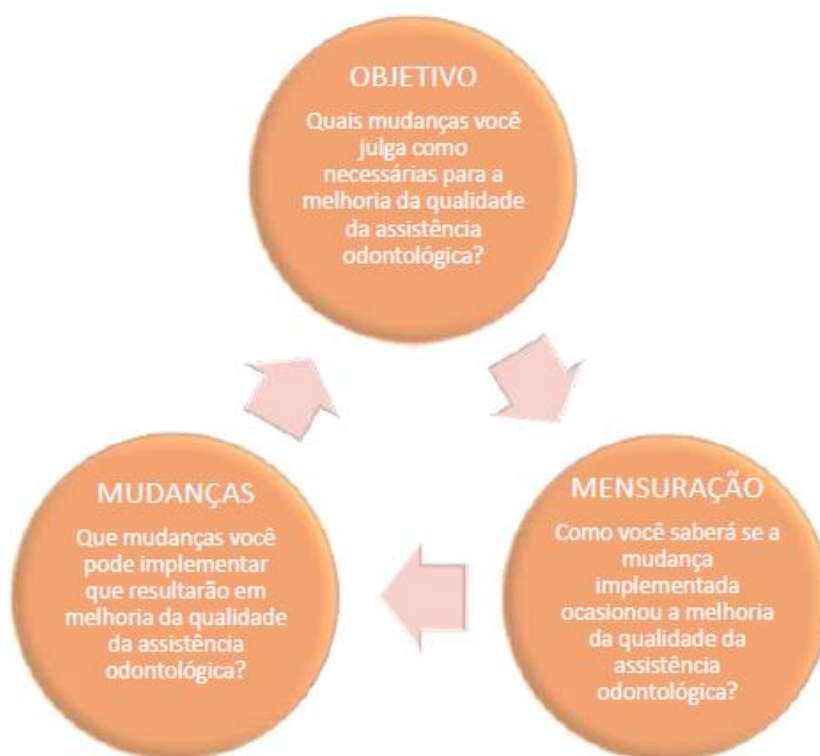 OBJETIVO
Quais mudanças você
julga como
necessárias para a
melhoria da qualidade
da assistência
odontológica?
MENSURAÇÃO
Como você saberá se a
mudança
implementada
ocasionou a melhoria
da qualidade da
assistência
odontológica?
MUDANÇAS
Que mudanças você
pode implementar
que resultarão em
melhoria da qualidade
da assistência
odontológica?